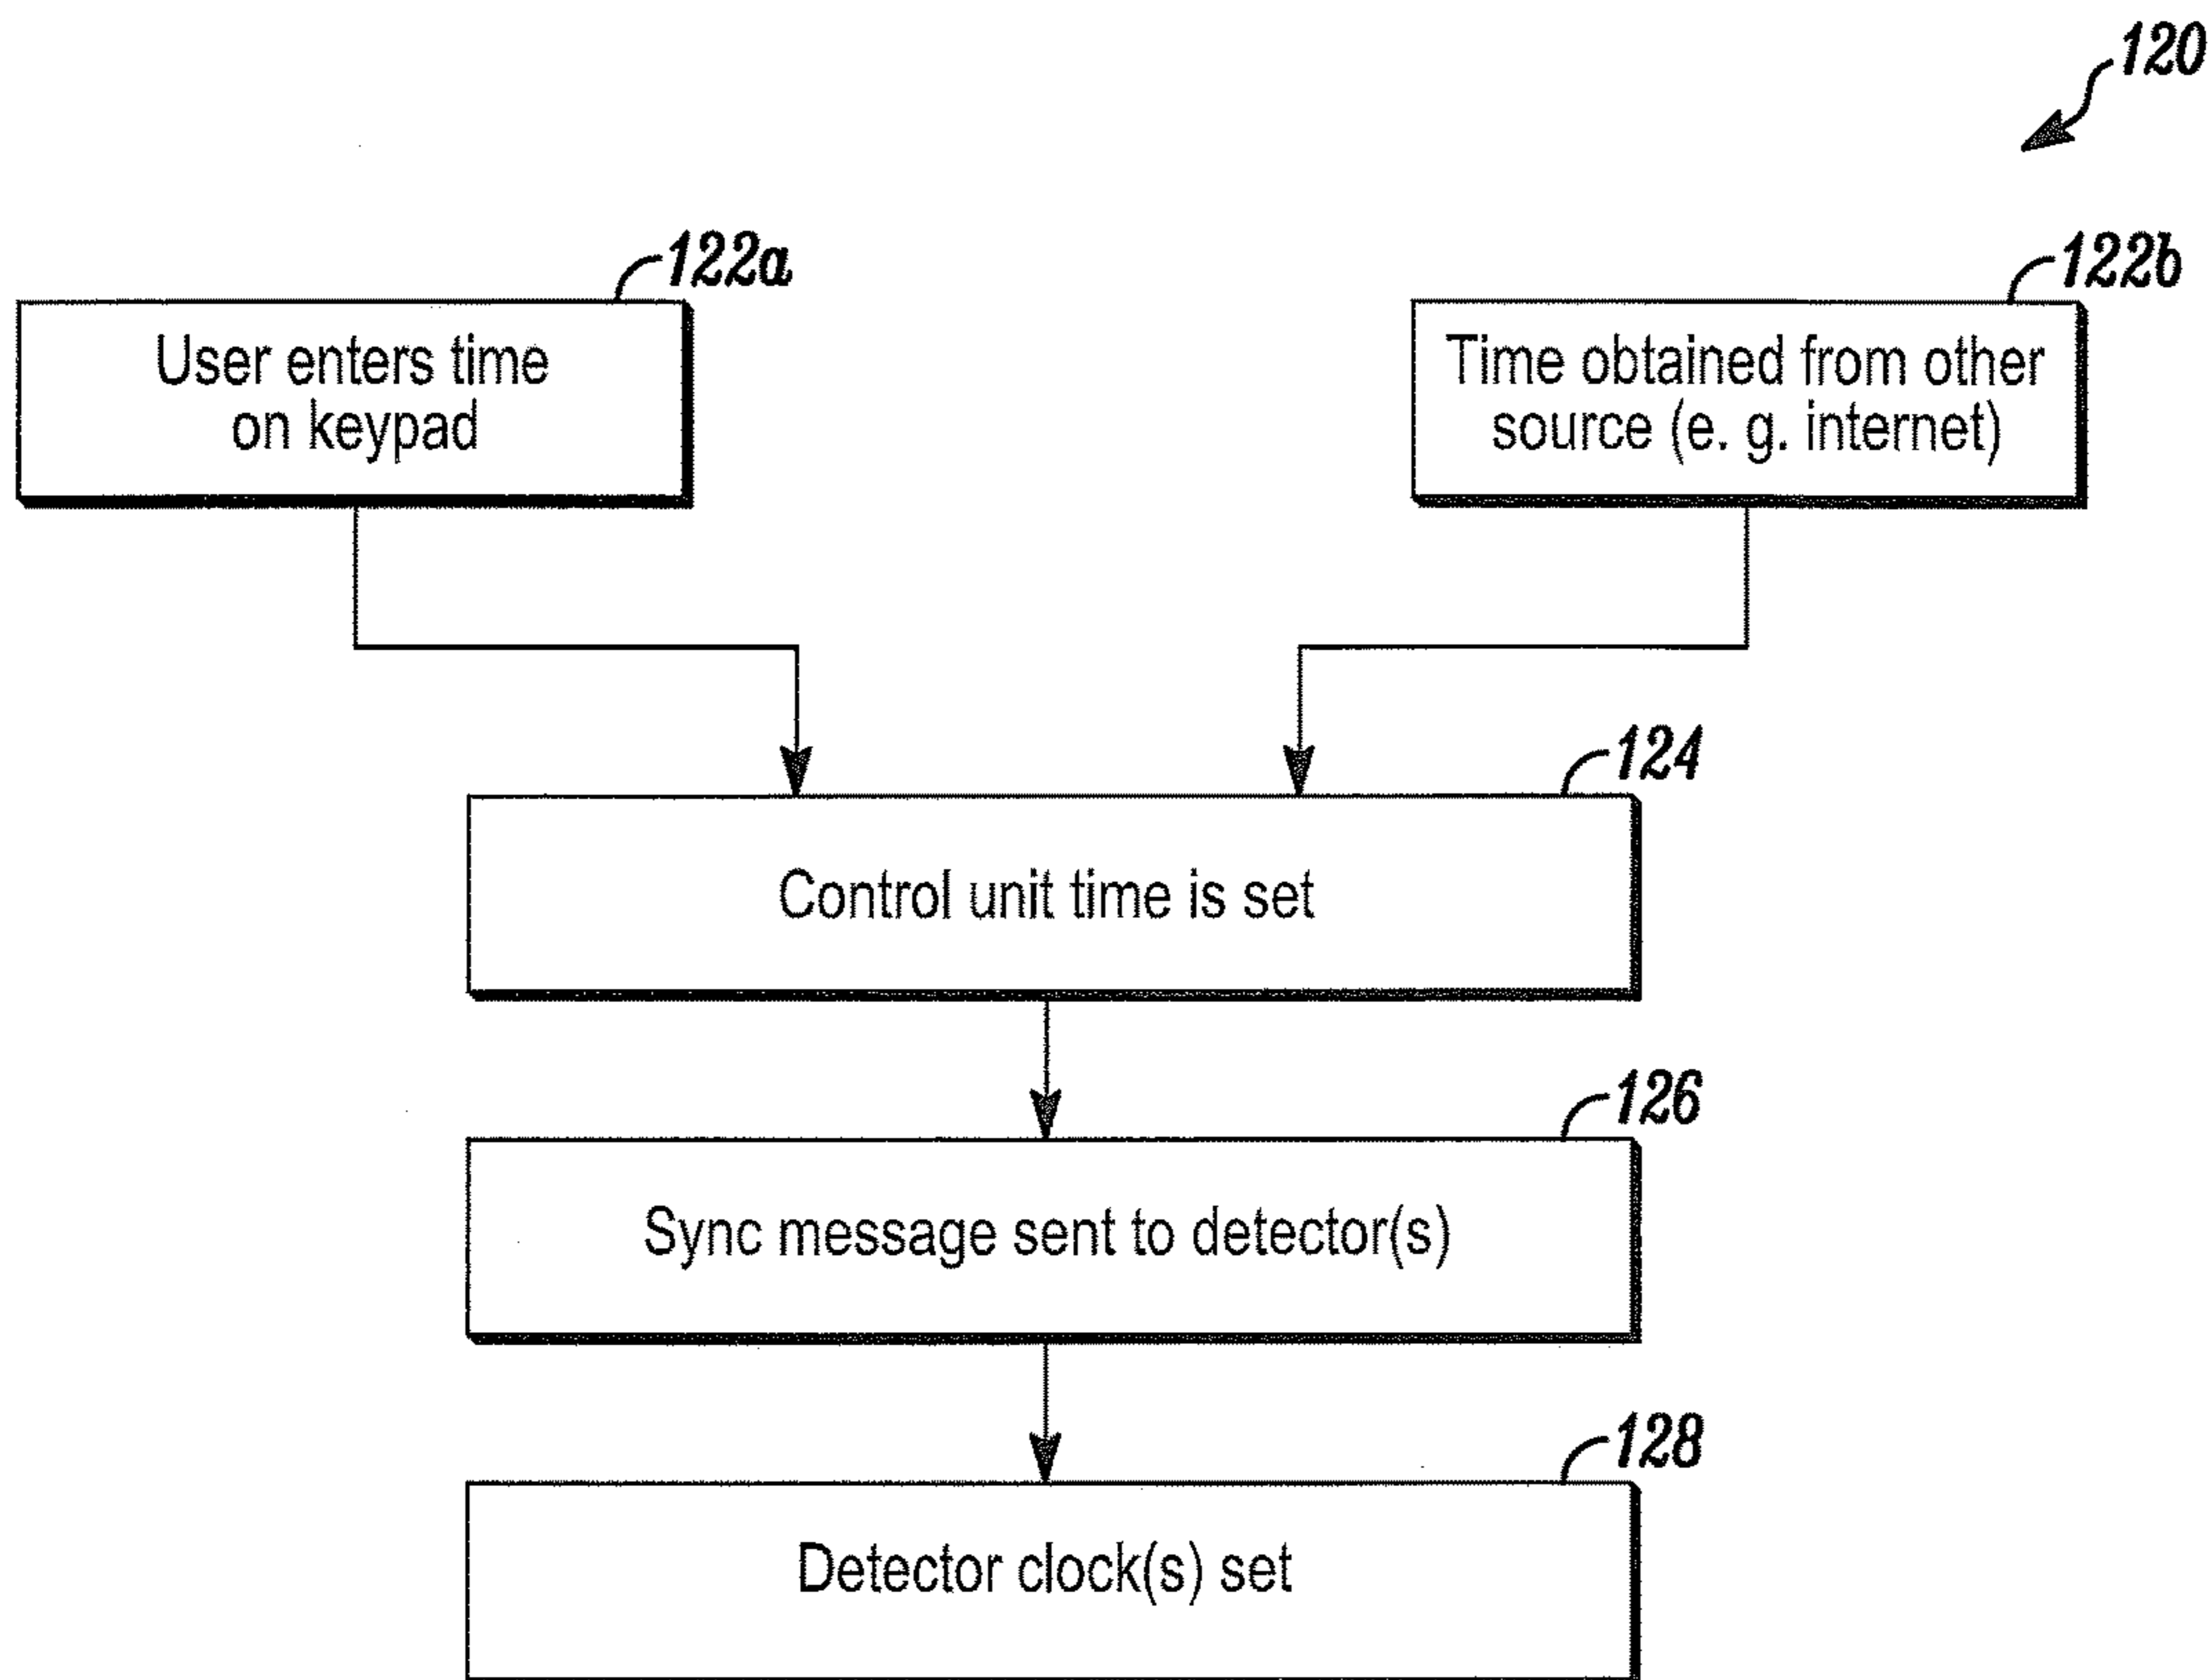 120
122a
User enters time
on keypad
122b
Time obtained from other
source (e. g. internet)
124
Control unit time is set
126
Sync message sent to detector(s)
128
Detector clock(s) set